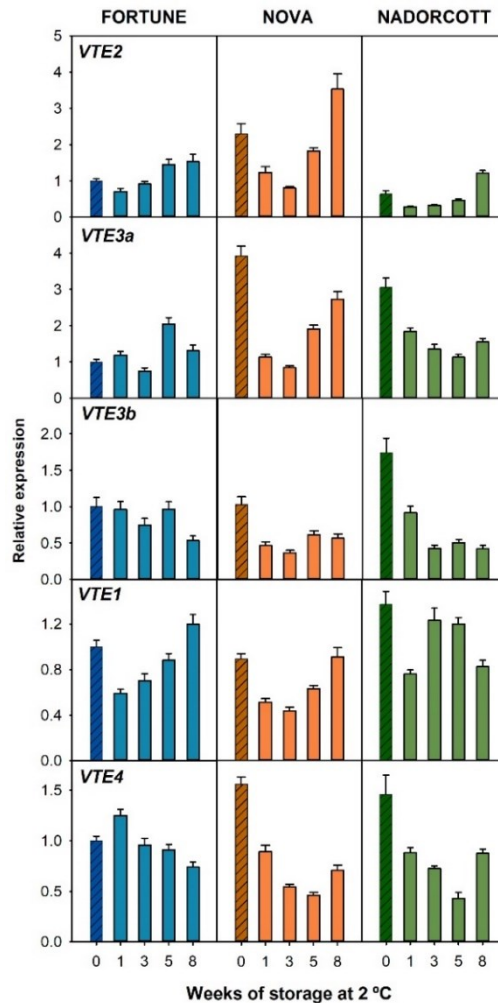 FORTUNE NOVA NADORCOTT
VTE2
5
4
3
2
1
0
VTE3a
4
3
2
1
0
VTE3b
2.0
1.5
1.0
0.5
0.0
VTE1
1.2
0.8
0.4
0.0
VTE4
1.5
1.0
0.5
0.0
Relative expression
0 1 3 5 8 0 1 3 5 8 0 1 3 5 8
Weeks of storage at 2 ºC